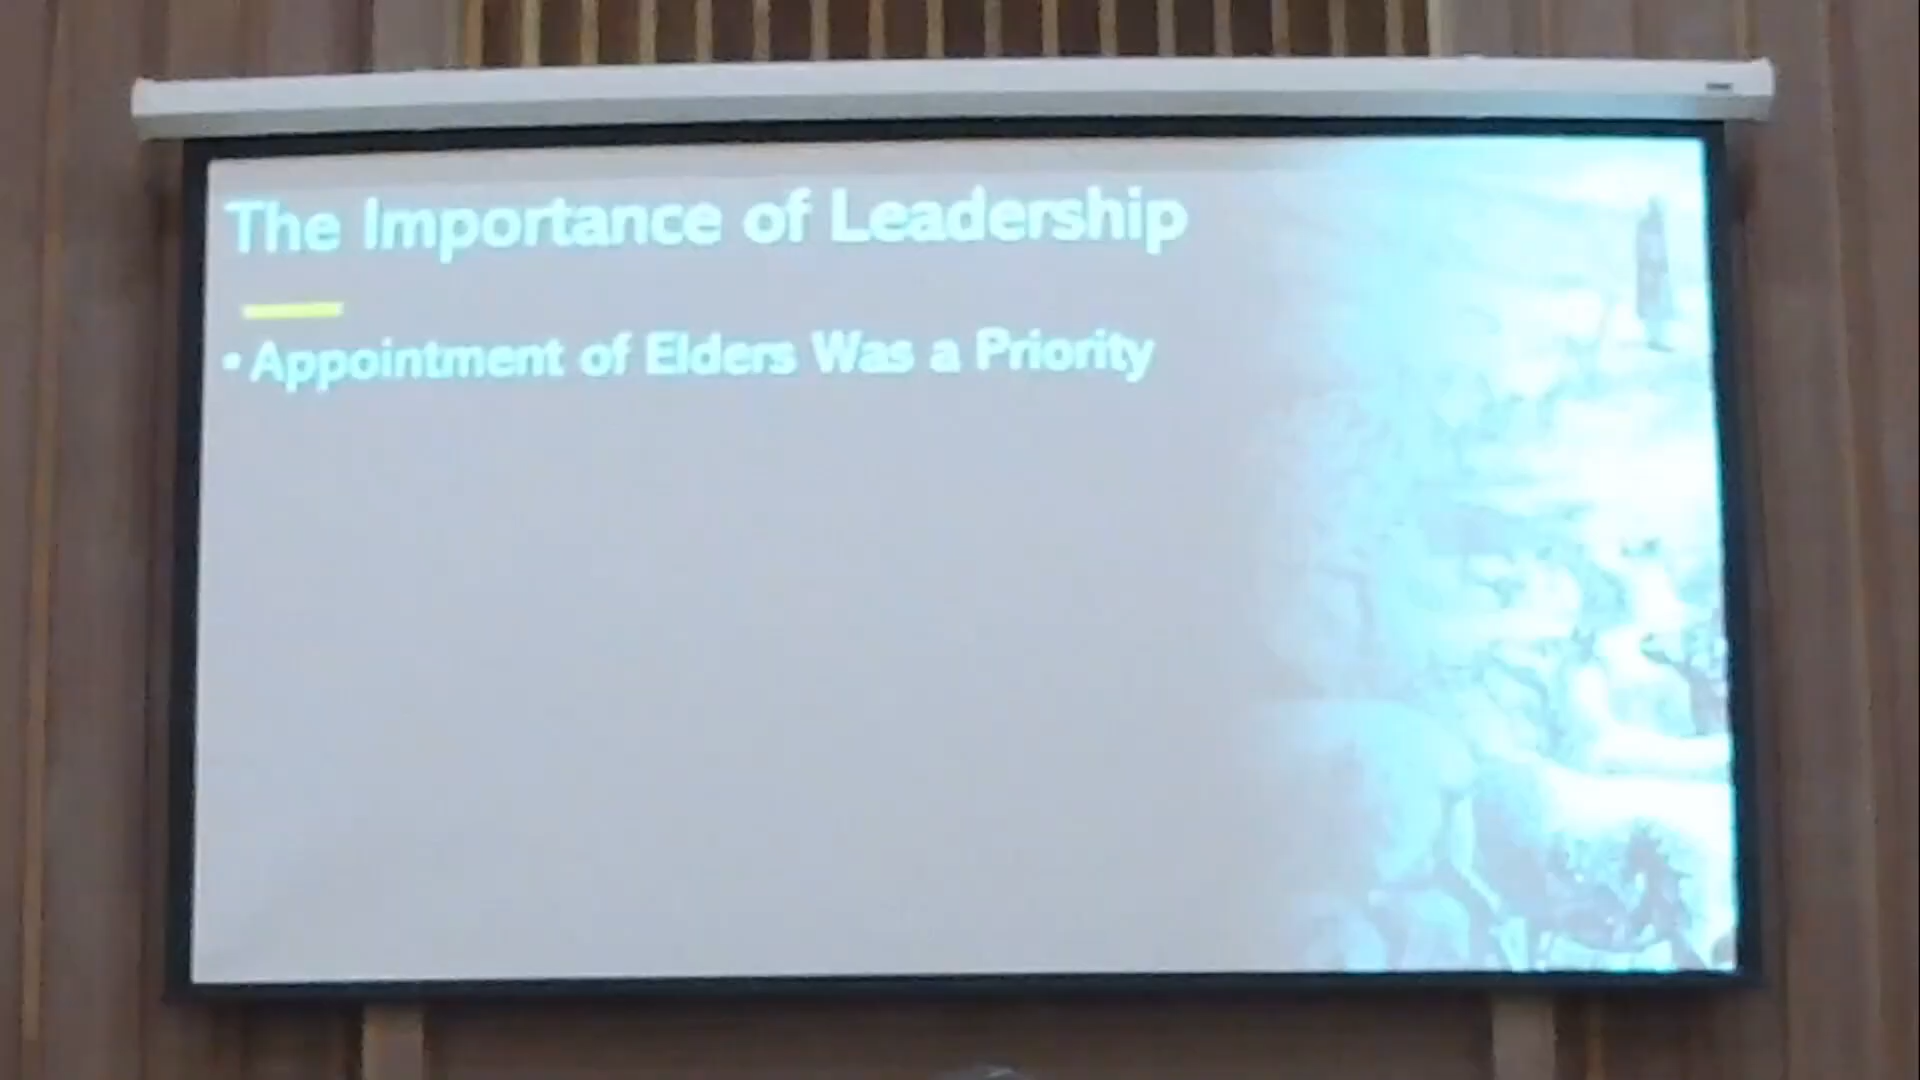 The Importance of Leadership
• Appointment of Elders Was a Priority